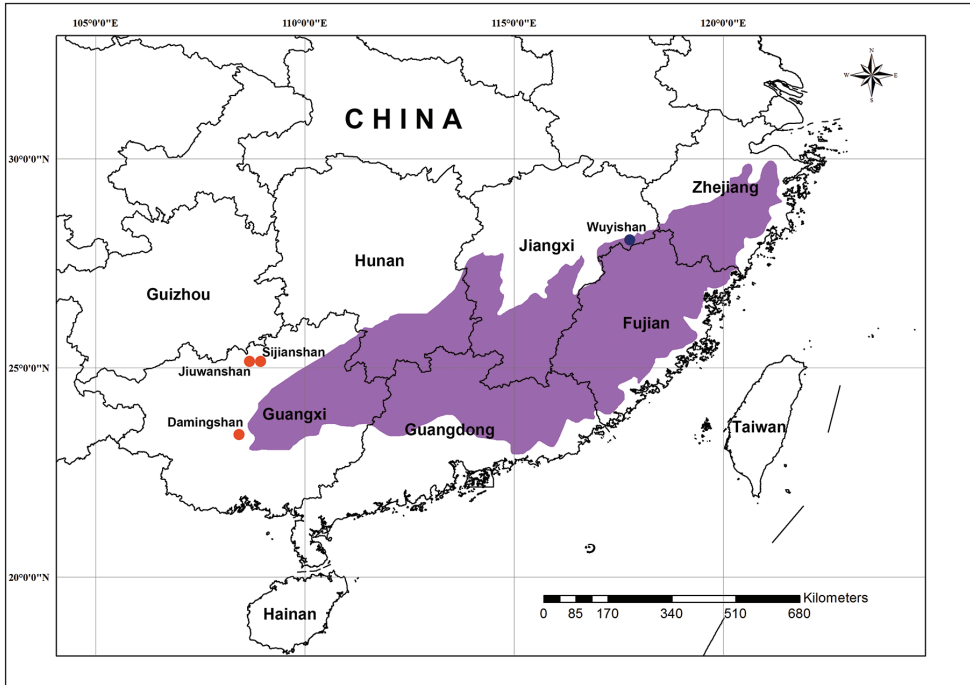 105°0'0"E 110°0'0"E 115°0'0"E 120°0'0"E
N
W E
S
CHINA
30°0'0"N
Zhejiang
Wuyishan
Jiangxi
Hunan
Guizhou
Fujian
Sijianshan
25°0'0"N
Jiuwanshan
Guangxi
Damingshan
Guangdong
Taiwan
20°0'0"N
Kilometers
Hainan
0 85 170 340 510 680